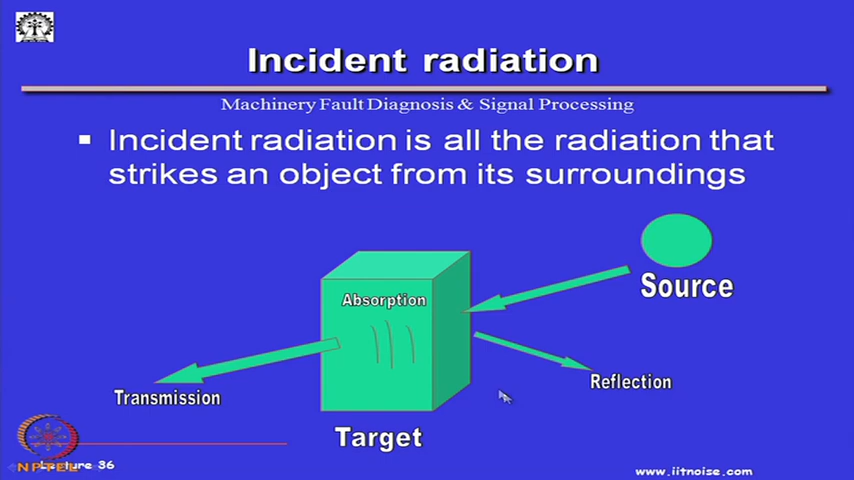 Incident radiation
Machinery Fault Diagnosis & Signal Processing
▪ Incident radiation is all the radiation that
strikes an object from its surroundings
Source
Absorption
Reflection
Transmission
Target
NPTEL
Lecture 36
www.iitnoise.com